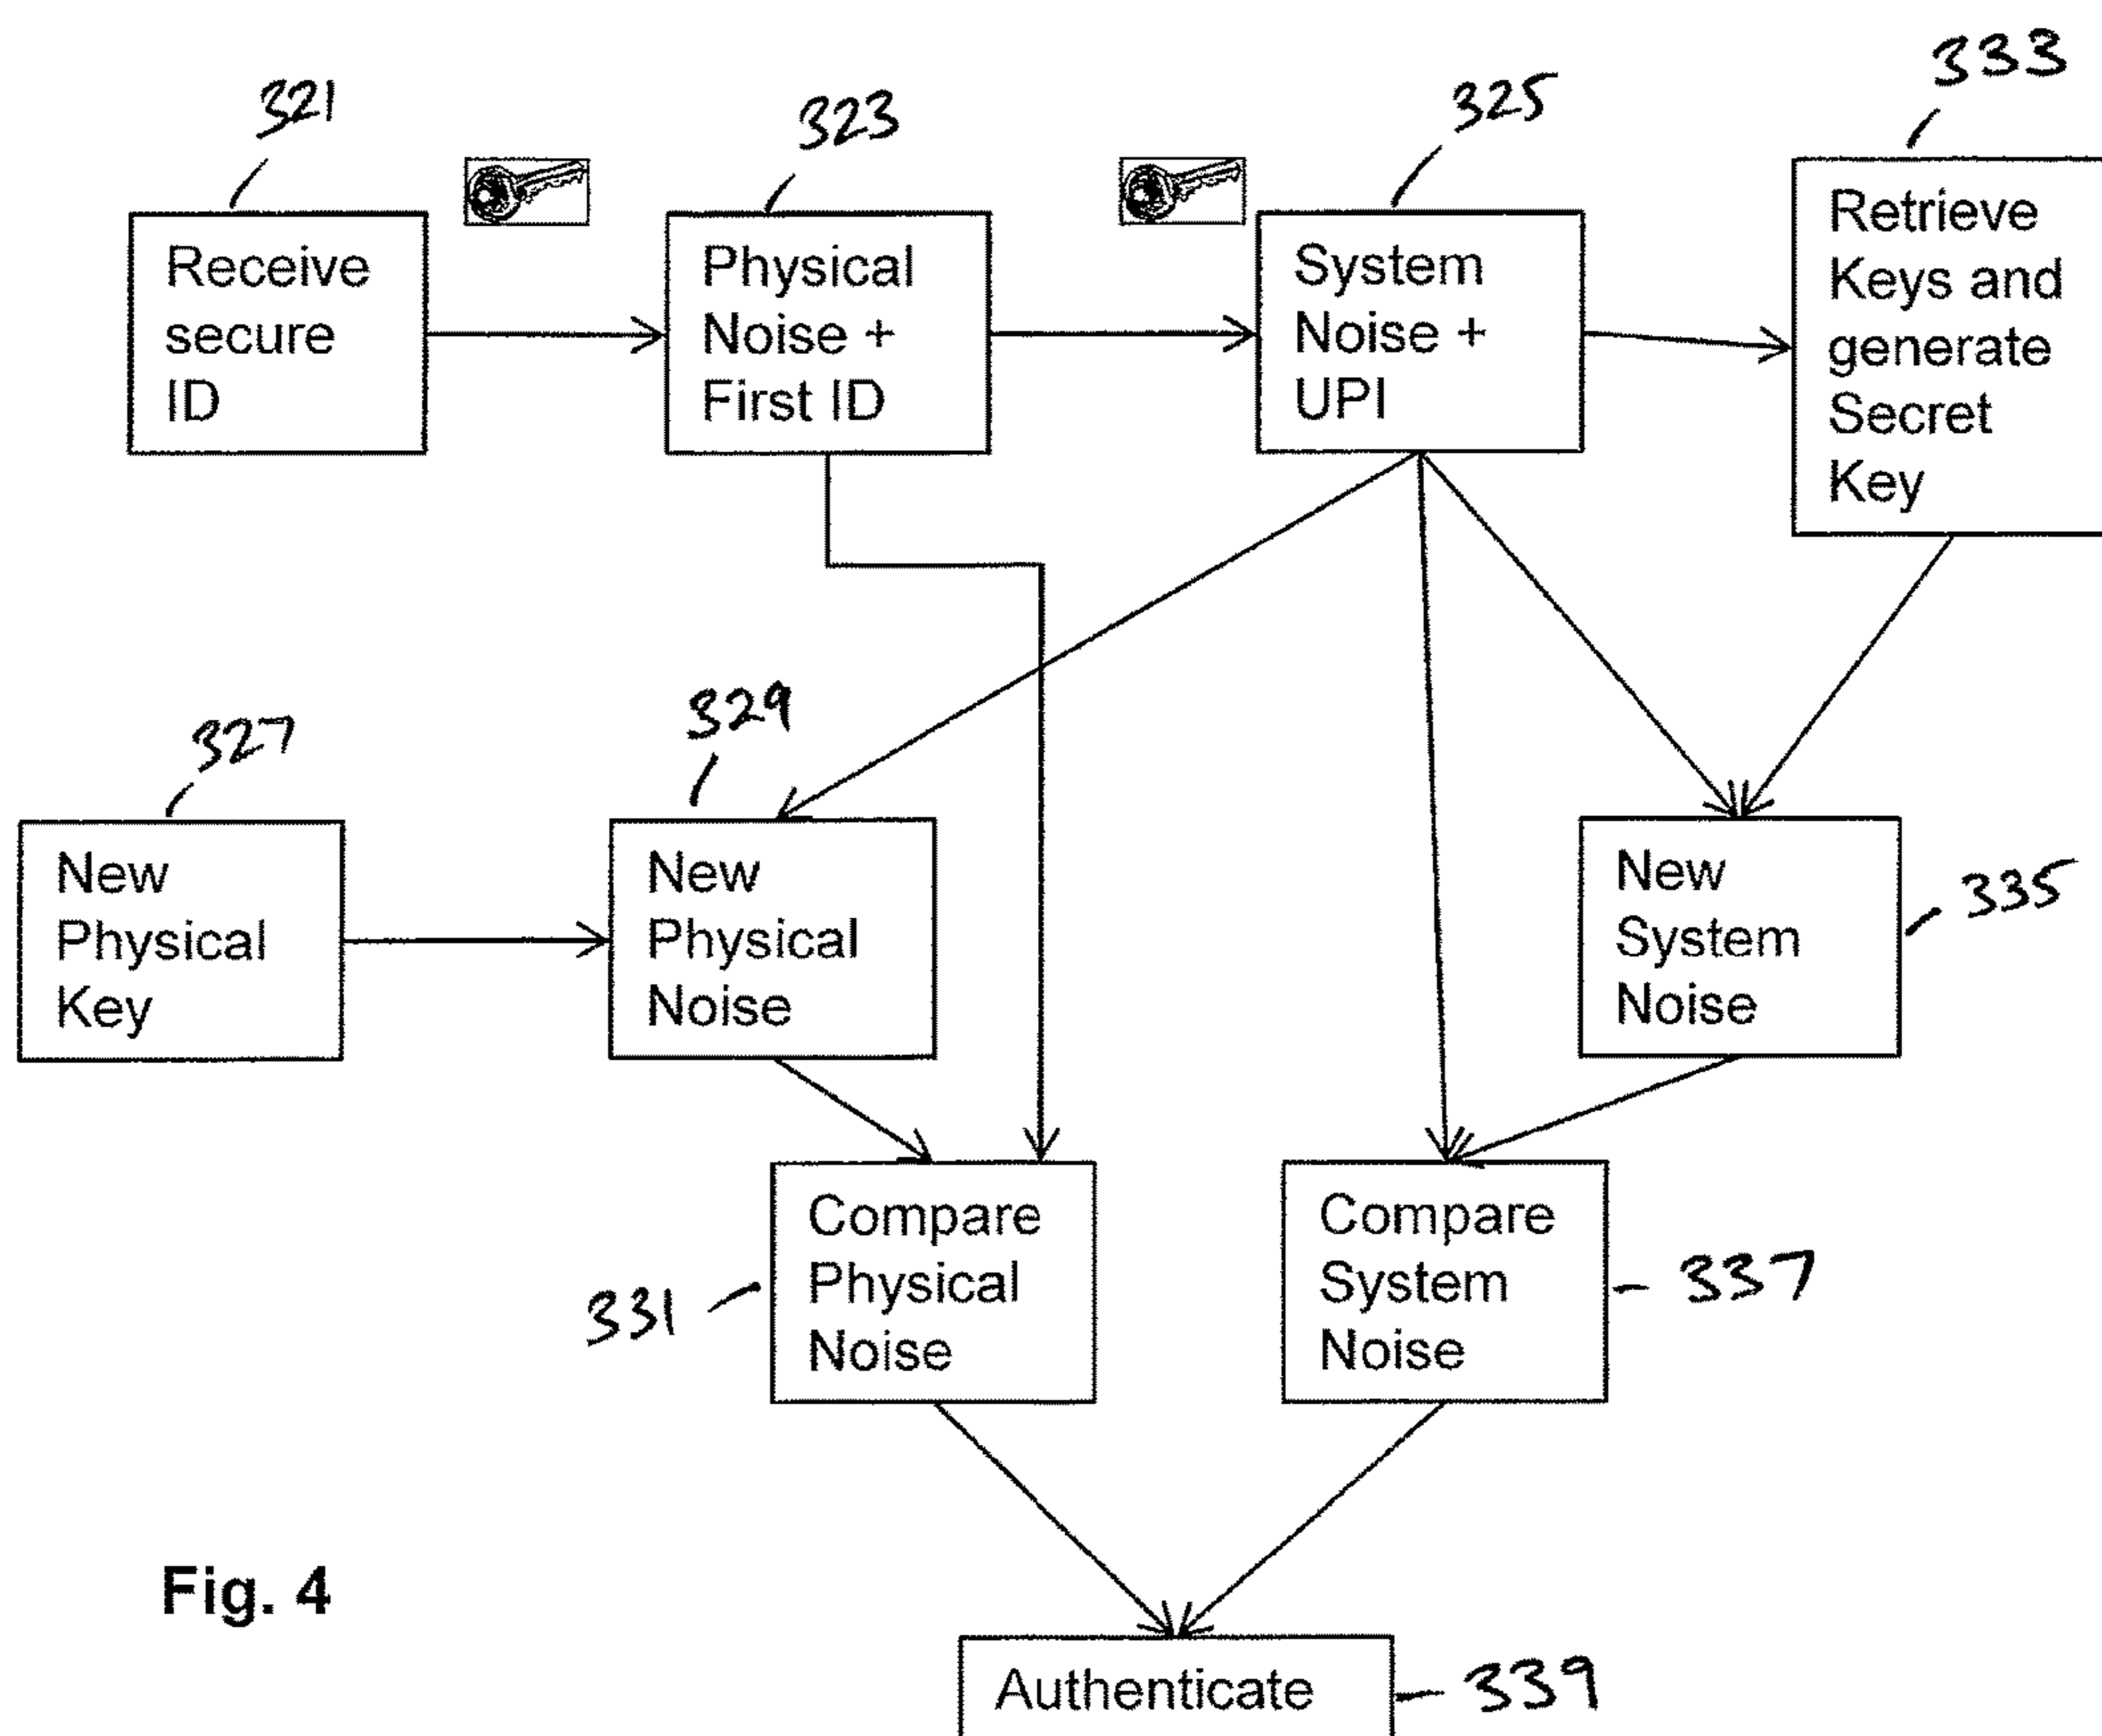 321
323
325
333
Receive
secure
ID
Physical
Noise +
First ID
System
Noise +
UPI
Retrieve
Keys and
generate
Secret
Key
327
329
New
Physical
Key
New
Physical
Noise
New
System
Noise
335
331
Compare
Physical
Noise
Compare
System
Noise
337
Fig. 4
Authenticate
339